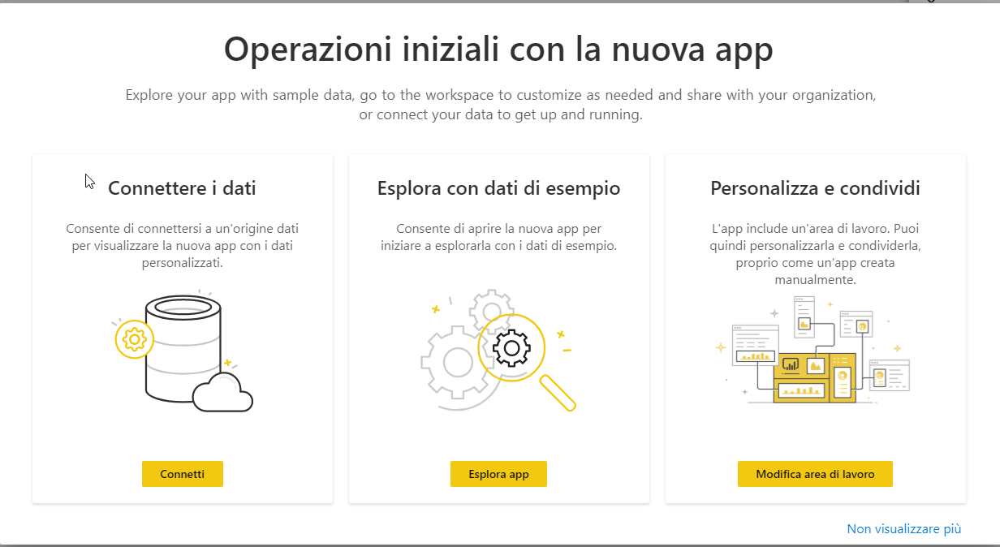 Operazioni iniziali con la nuova app
Explore your app with sample data, go to the workspace to customize as needed and share with your organization,
or connect your data to get up and running.
Connettere i dati
Consente di connettersi a un'origine dati
per visualizzare la nuova app con i dati
personalizzati.
Connetti
Esplora con dati di esempio
Consente di aprire la nuova app per
iniziare a esplorarla con i dati di esempio.
Esplora app
Personalizza e condividi
L'app include un'area di lavoro. Puoi
quindi personalizzarla e condividerla,
proprio come un'app creata
manualmente.
Modifica area di lavoro
Non visualizzare più